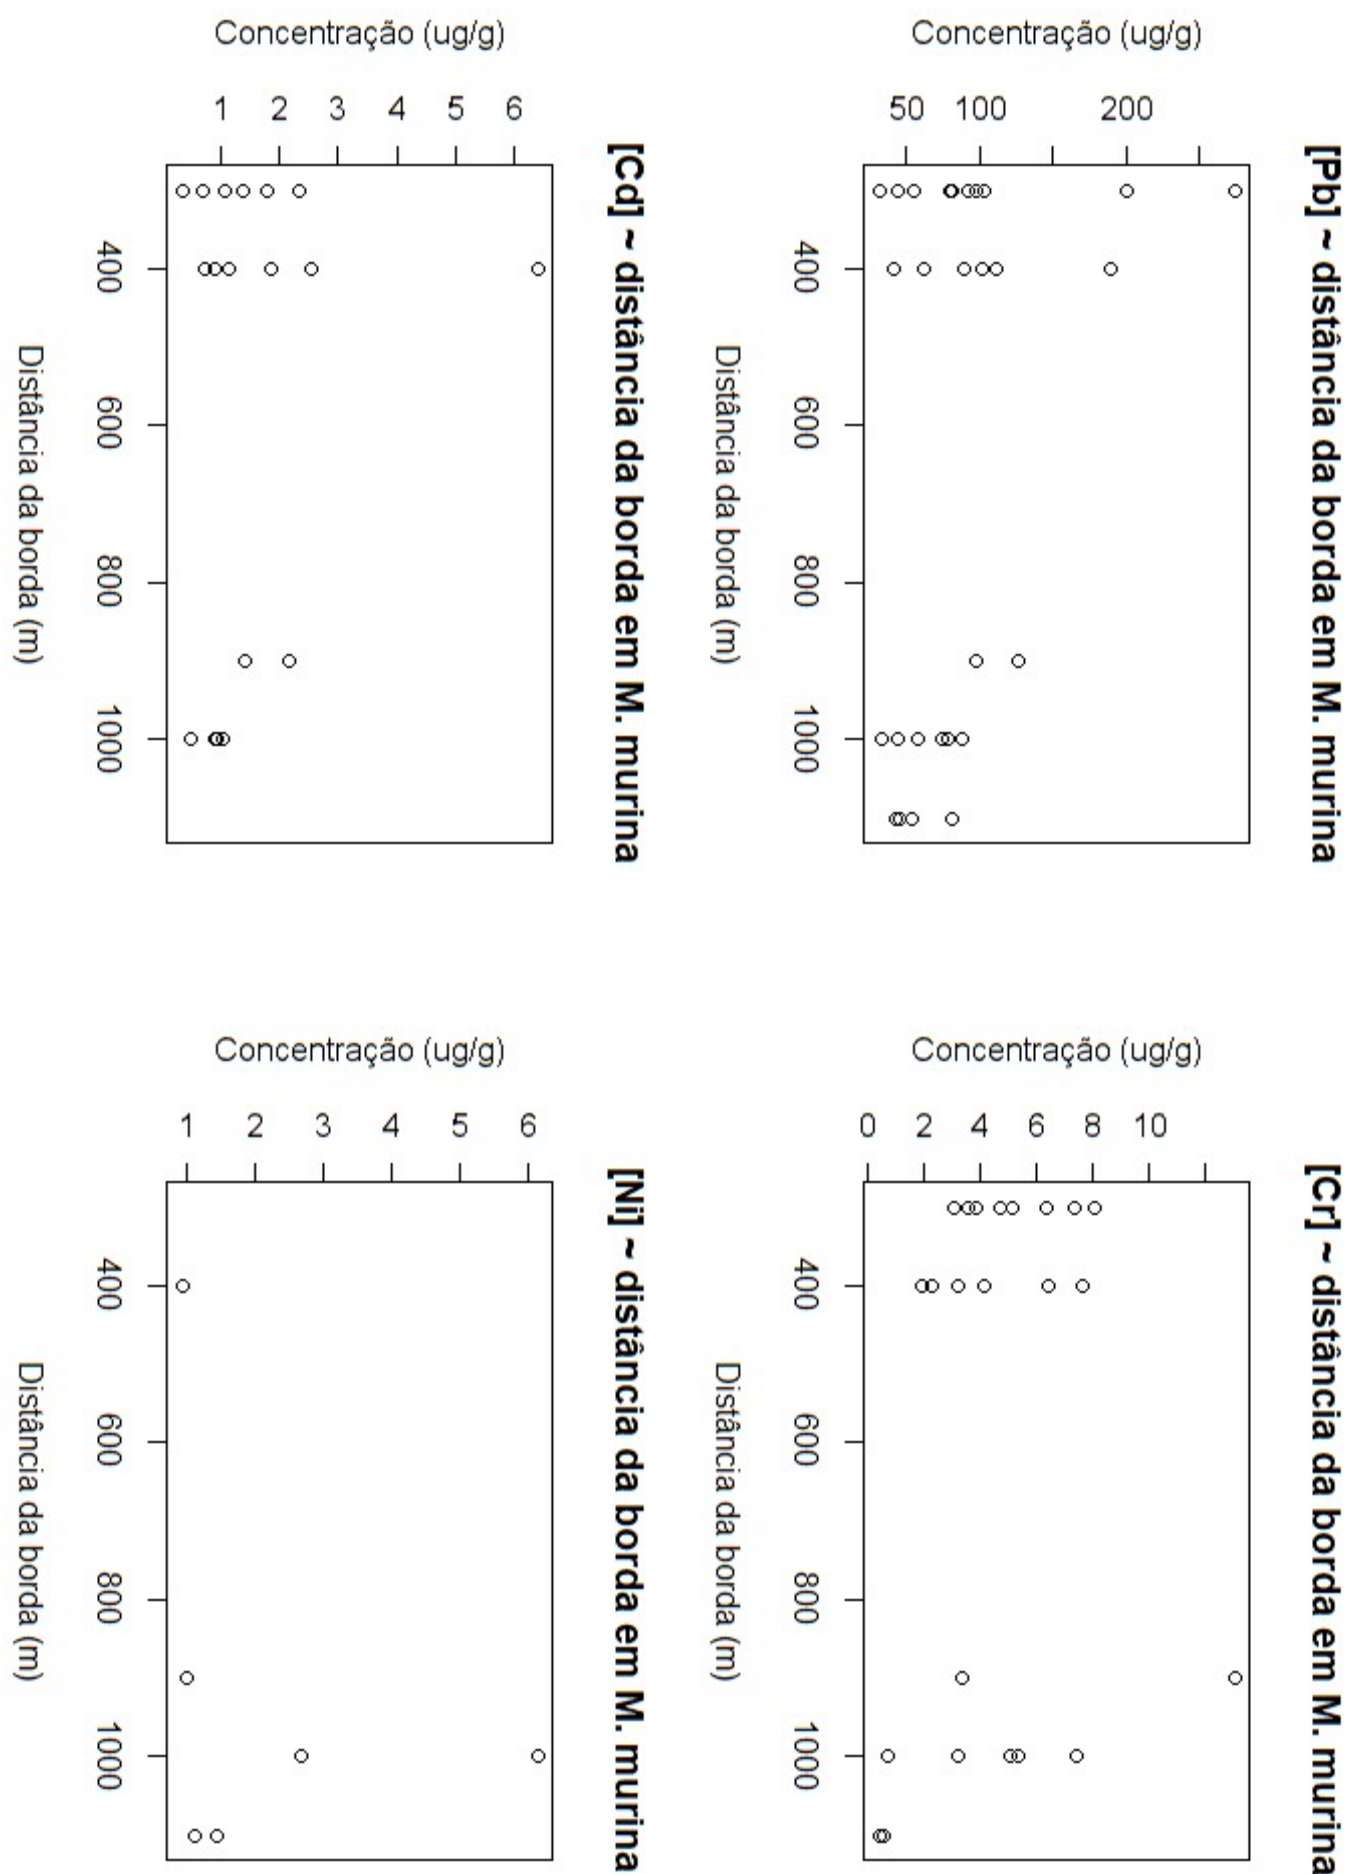 [Pb] ~ distância da borda em M. murina
Concentração (ug/g)
50 100 200
400 600 800 1000
Distância da borda (m)
[Cr] ~ distância da borda em M. murina
Concentração (ug/g)
0 2 4 6 8 10
400 600 800 1000
Distância da borda (m)
[Cd] ~ distância da borda em M. murina
Concentração (ug/g)
1 2 3 4 5 6
400 600 800 1000
Distância da borda (m)
[Ni] ~ distância da borda em M. murina
Concentração (ug/g)
1 2 3 4 5 6
400 600 800 1000
Distância da borda (m)